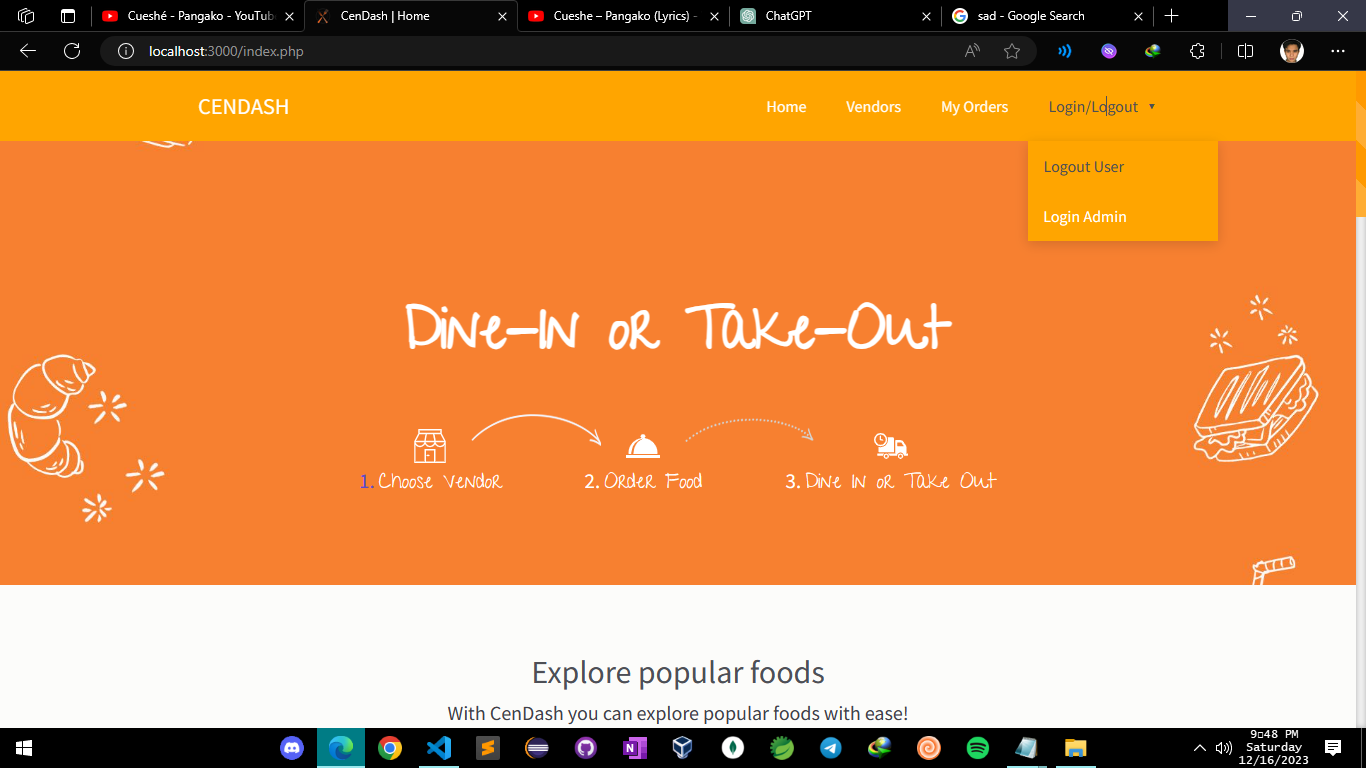 Cueshé - Pangako - YouTub
CenDash | Home
Cueshe – Pangako (Lyrics) -
ChatGPT
sad - Google Search
localhost:3000/index.php
CENDASH
Home
Vendors
My Orders
Login/Logout
Logout User
Login Admin
Dine-In or Take-Out
1. Choose Vendor
2. Order Food
3. Dine In or Take Out
Explore popular foods
With CenDash you can explore popular foods with ease!
9:48 PM
Saturday
12/16/2023